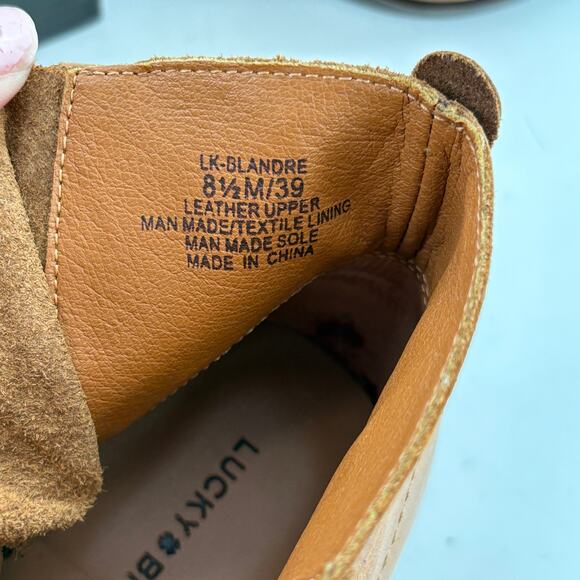 LK-BLANDRE
8½M/39
LEATHER UPPER
MAN MADE/TEXTILE LINING
MAN MADE SOLE
MADE IN CHINA
LUCKY